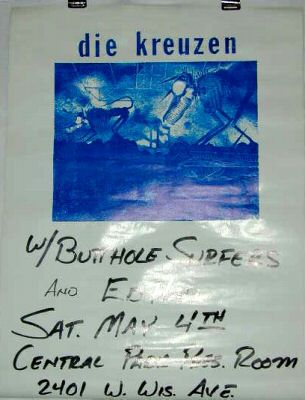 die kreuzen
W/ BUTTHOLE SURFERS
AND
SAT. MAY 4TH
CENTRAL PARK ROOM
2401 W. WIS. AVE.